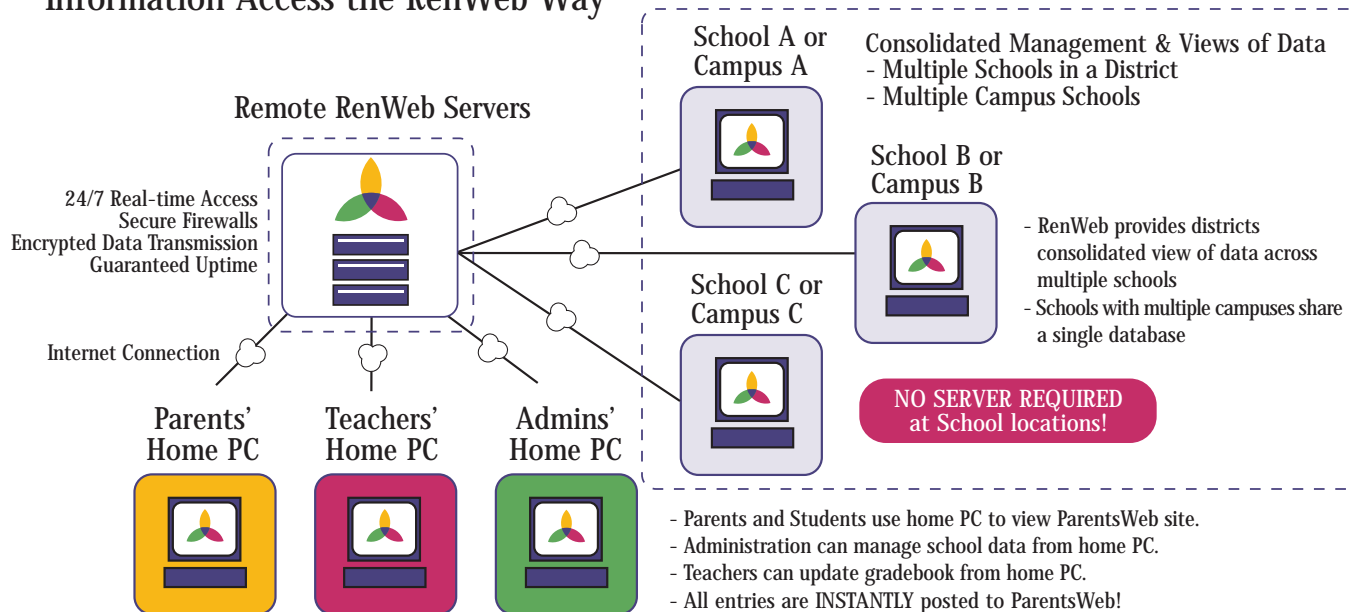 Information Access the RenWeb Way
Remote RenWeb Servers
24/7 Real-time Access
Secure Firewalls
Encrypted Data Transmission
Guaranteed Uptime
Internet Connection
Parents'
Home PC
Teachers'
Home PC
Admins'
Home PC
School A or
Campus A
Consolidated Management & Views of Data
- Multiple Schools in a District
- Multiple Campus Schools
School B or
Campus B
- RenWeb provides districts
consolidated view of data across
multiple schools
- Schools with multiple campuses share
a single database
School C or
Campus C
NO SERVER REQUIRED
at School locations!
- Parents and Students use home PC to view ParentsWeb site.
- Administration can manage school data from home PC.
- Teachers can update gradebook from home PC.
- All entries are INSTANTLY posted to ParentsWeb!